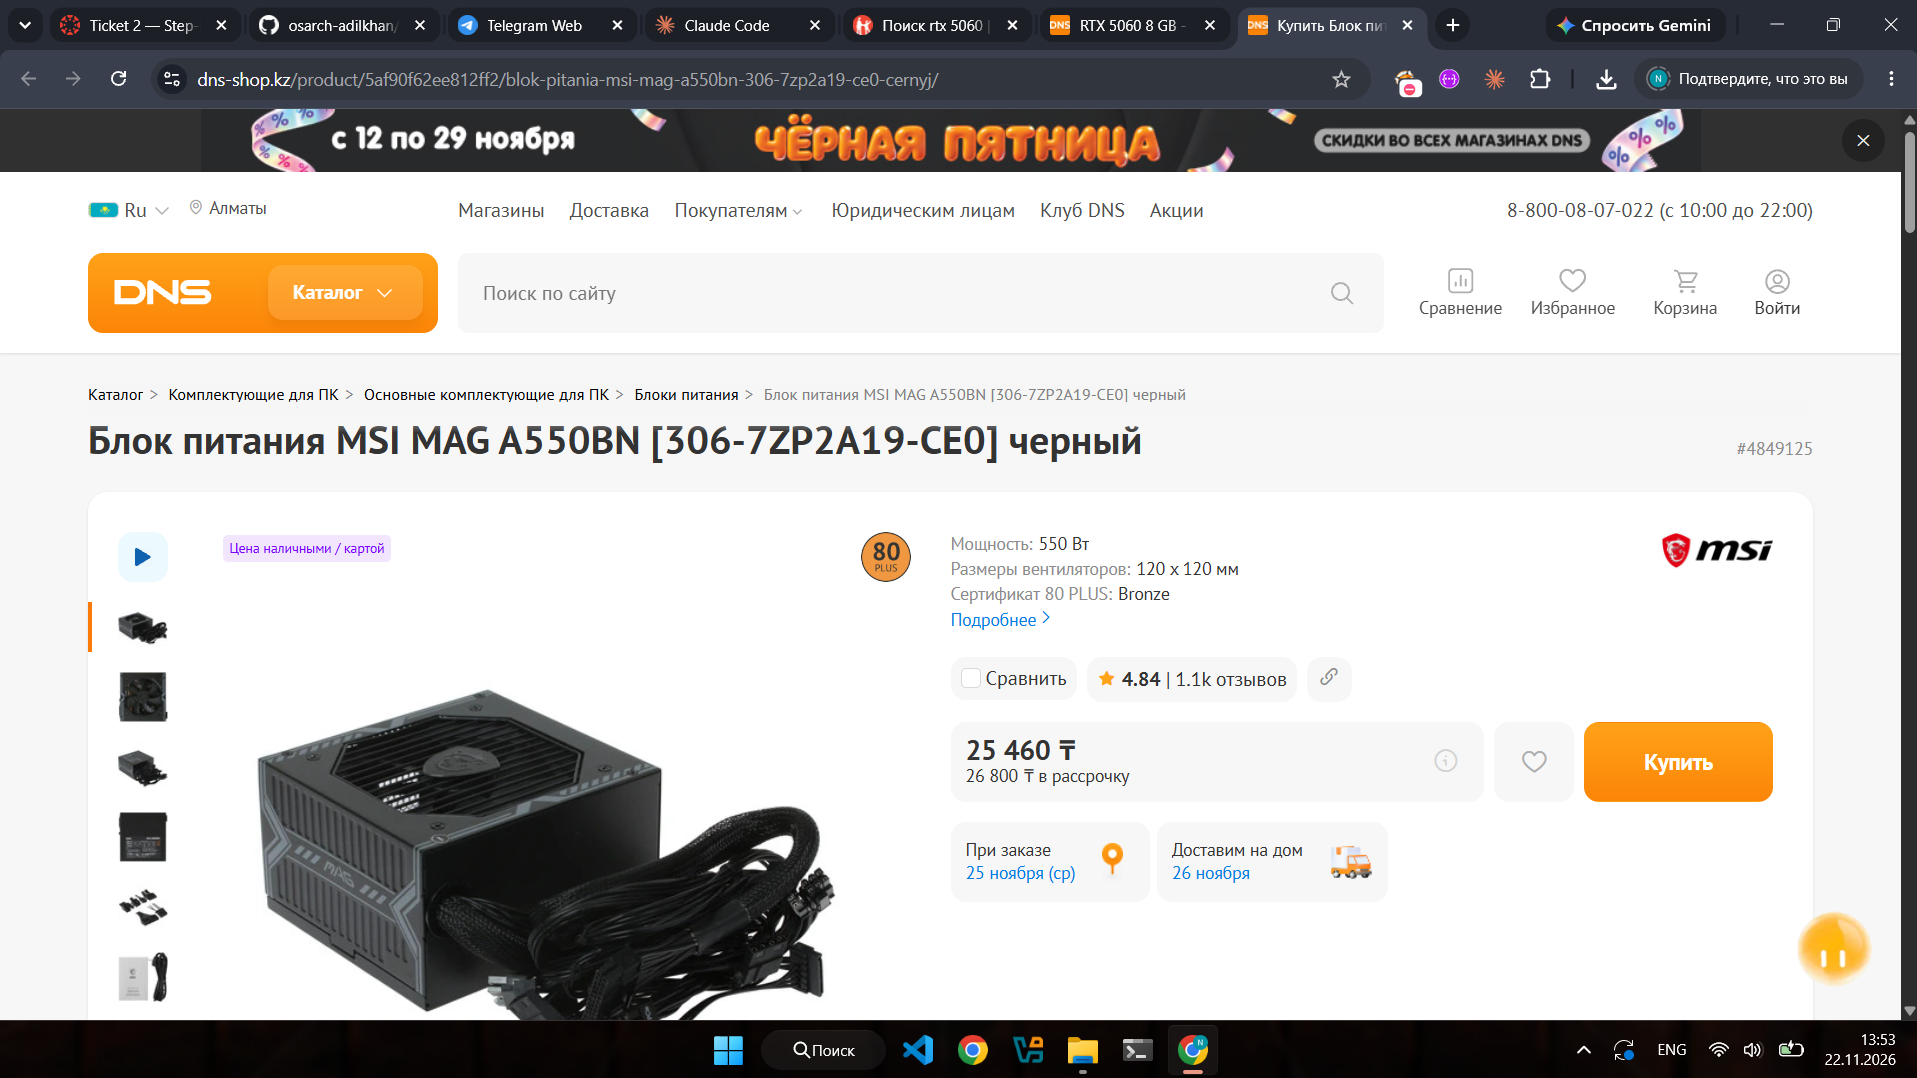 Ticket 2 — Step-
osarch-adilkhan/
Telegram Web
Claude Code
Поиск rtx 5060 |
RTX 5060 8 GB -
Купить Блок пи
Спросить Gemini
dns-shop.kz/product/5af90f62ee812ff2/blok-pitania-msi-mag-a550bn-306-7zp2a19-ce0-cernyj/
N
Подтвердите, что это вы
с 12 по 29 ноября
ЧЁРНАЯ ПЯТНИЦА
СКИДКИ ВО ВСЕХ МАГАЗИНАХ DNS
Ru
Алматы
Магазины
Доставка
Покупателям
Юридическим лицам
Клуб DNS
Акции
8-800-08-07-022 (с 10:00 до 22:00)
DNS
Каталог
Поиск по сайту
Сравнение
Избранное
Корзина
Войти
Каталог > Комплектующие для ПК > Основные комплектующие для ПК > Блоки питания > Блок питания MSI MAG A550BN [306-7ZP2A19-CE0] черный
Блок питания MSI MAG A550BN [306-7ZP2A19-CE0] черный
#4849125
Цена наличными / картой
80
PLUS
Мощность: 550 Вт
Размеры вентиляторов: 120 x 120 мм
Сертификат 80 PLUS: Bronze
Подробнее
msi
Сравнить
4.84 | 1.1k отзывов
25 460 ₸
26 800 ₸ в рассрочку
Купить
При заказе
25 ноября (ср)
Доставим на дом
26 ноября
MAG
Поиск
ENG
13:53
22.11.2026